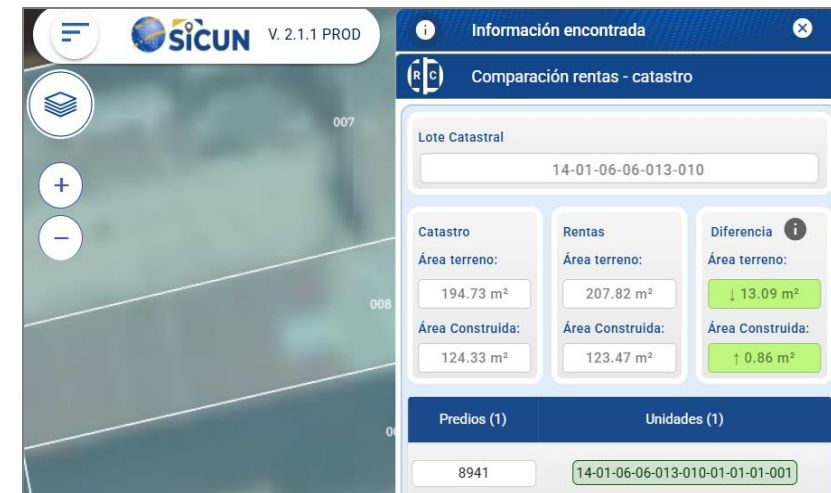 SICUN V. 2.1.1 PROD
007
008
Información encontrada
RC Comparación rentas - catastro
Lote Catastral
14-01-06-06-013-010
Catastro Rentas Diferencia i
Área terreno: Área terreno: Área terreno:
194.73 m² 207.82 m² ↓ 13.09 m²
Área Construida: Área Construida: Área Construida:
124.33 m² 123.47 m² ↑ 0.86 m²
Predios (1) Unidades (1)
8941 14-01-06-06-013-010-01-01-01-001